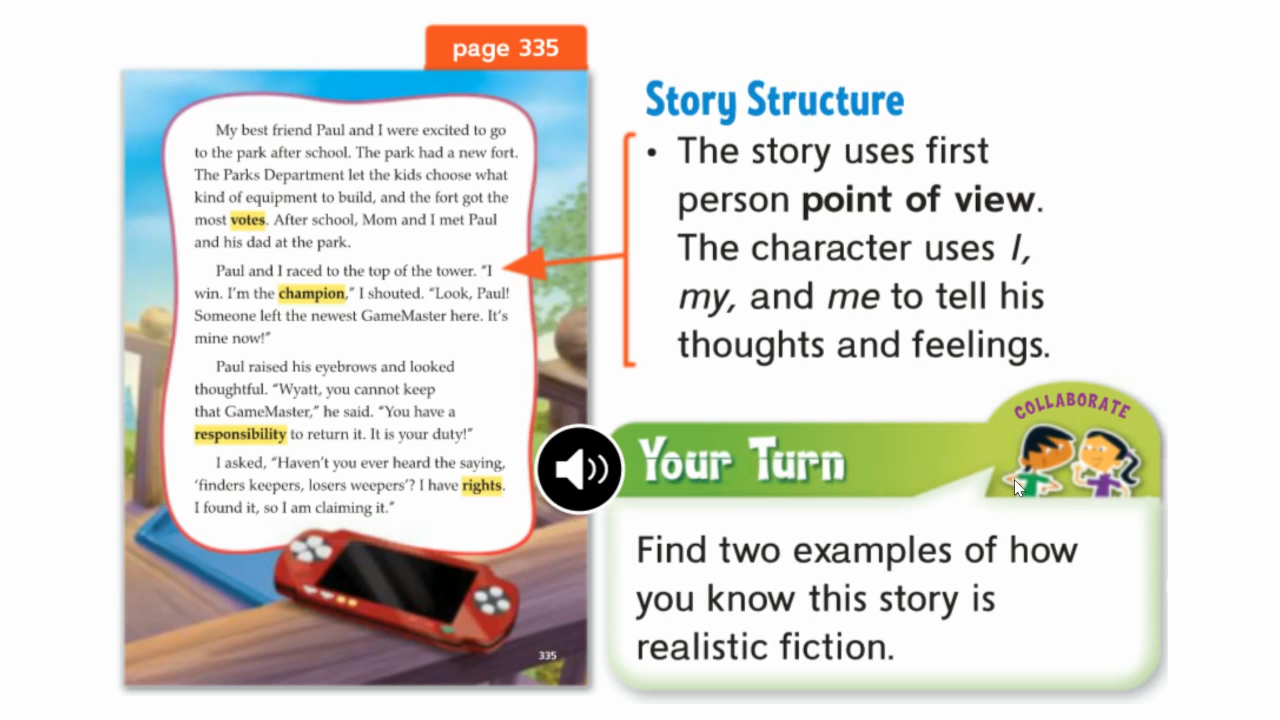 page 335
My best friend Paul and I were excited to go
to the park after school. The park had a new fort.
The Parks Department let the kids choose what
kind of equipment to build, and the fort got the
most votes. After school, Mom and I met Paul
and his dad at the park.
Paul and I raced to the top of the tower. “I
win. I’m the champion,” I shouted. “Look, Paul!
Someone left the newest GameMaster here. It’s
mine now!”
Paul raised his eyebrows and looked
thoughtful. “Wyatt, you cannot keep
that GameMaster,” he said. “You have a
responsibility to return it. It is your duty!”
I asked, “Haven’t you ever heard the saying,
‘finders keepers, losers weepers’? I have rights.
I found it, so I am claiming it.”
335
Story Structure
• The story uses first
person point of view.
The character uses I,
my, and me to tell his
thoughts and feelings.
COLLABORATE
Your Turn
Find two examples of how
you know this story is
realistic fiction.